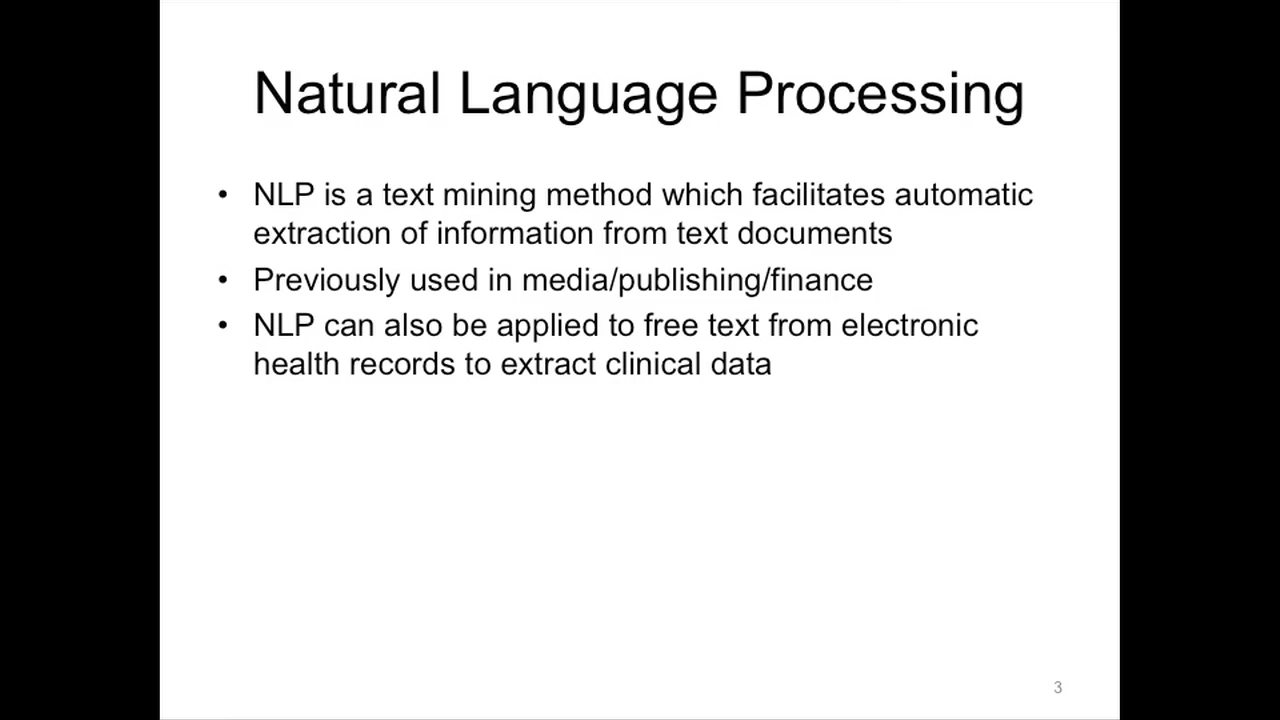 Natural Language Processing
• NLP is a text mining method which facilitates automatic
extraction of information from text documents
• Previously used in media/publishing/finance
• NLP can also be applied to free text from electronic
health records to extract clinical data
3